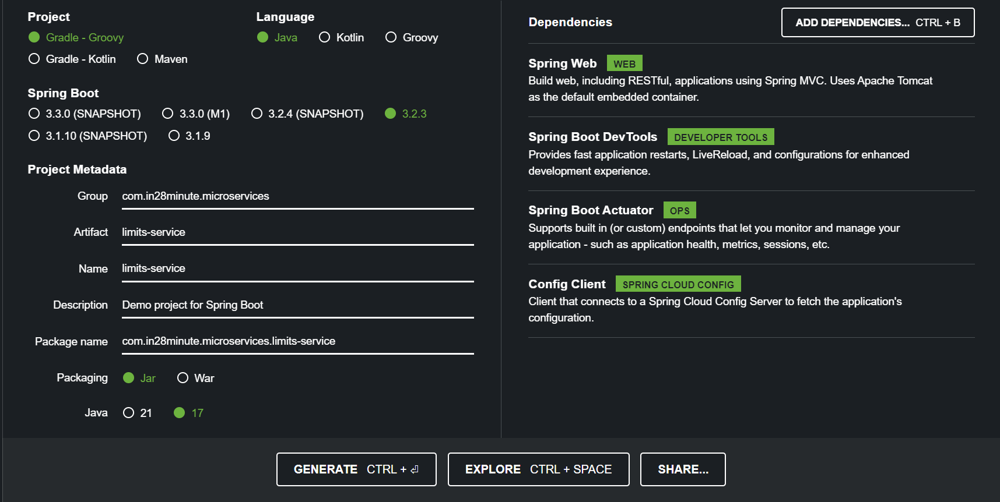 Project
Gradle - Groovy
Gradle - Kotlin Maven
Language
Java Kotlin Groovy
Spring Boot
3.3.0 (SNAPSHOT) 3.3.0 (M1) 3.2.4 (SNAPSHOT) 3.2.3
3.1.10 (SNAPSHOT) 3.1.9
Project Metadata
Group com.in28minute.microservices
Artifact limits-service
Name limits-service
Description Demo project for Spring Boot
Package name com.in28minute.microservices.limits-service
Packaging Jar War
Java 21 17
Dependencies ADD DEPENDENCIES... CTRL + B
Spring Web WEB
Build web, including RESTful, applications using Spring MVC. Uses Apache Tomcat
as the default embedded container.
Spring Boot DevTools DEVELOPER TOOLS
Provides fast application restarts, LiveReload, and configurations for enhanced
development experience.
Spring Boot Actuator OPS
Supports built in (or custom) endpoints that let you monitor and manage your
application - such as application health, metrics, sessions, etc.
Config Client SPRING CLOUD CONFIG
Client that connects to a Spring Cloud Config Server to fetch the application's
configuration.
GENERATE CTRL + ⏎ EXPLORE CTRL + SPACE SHARE...